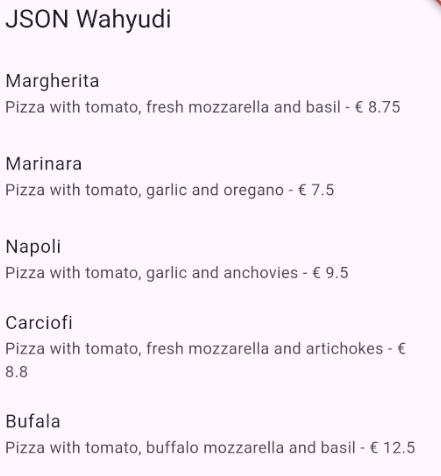 JSON Wahyudi
Margherita
Pizza with tomato, fresh mozzarella and basil - € 8.75
Marinara
Pizza with tomato, garlic and oregano - € 7.5
Napoli
Pizza with tomato, garlic and anchovies - € 9.5
Carciofi
Pizza with tomato, fresh mozzarella and artichokes - €
8.8
Bufala
Pizza with tomato, buffalo mozzarella and basil - € 12.5